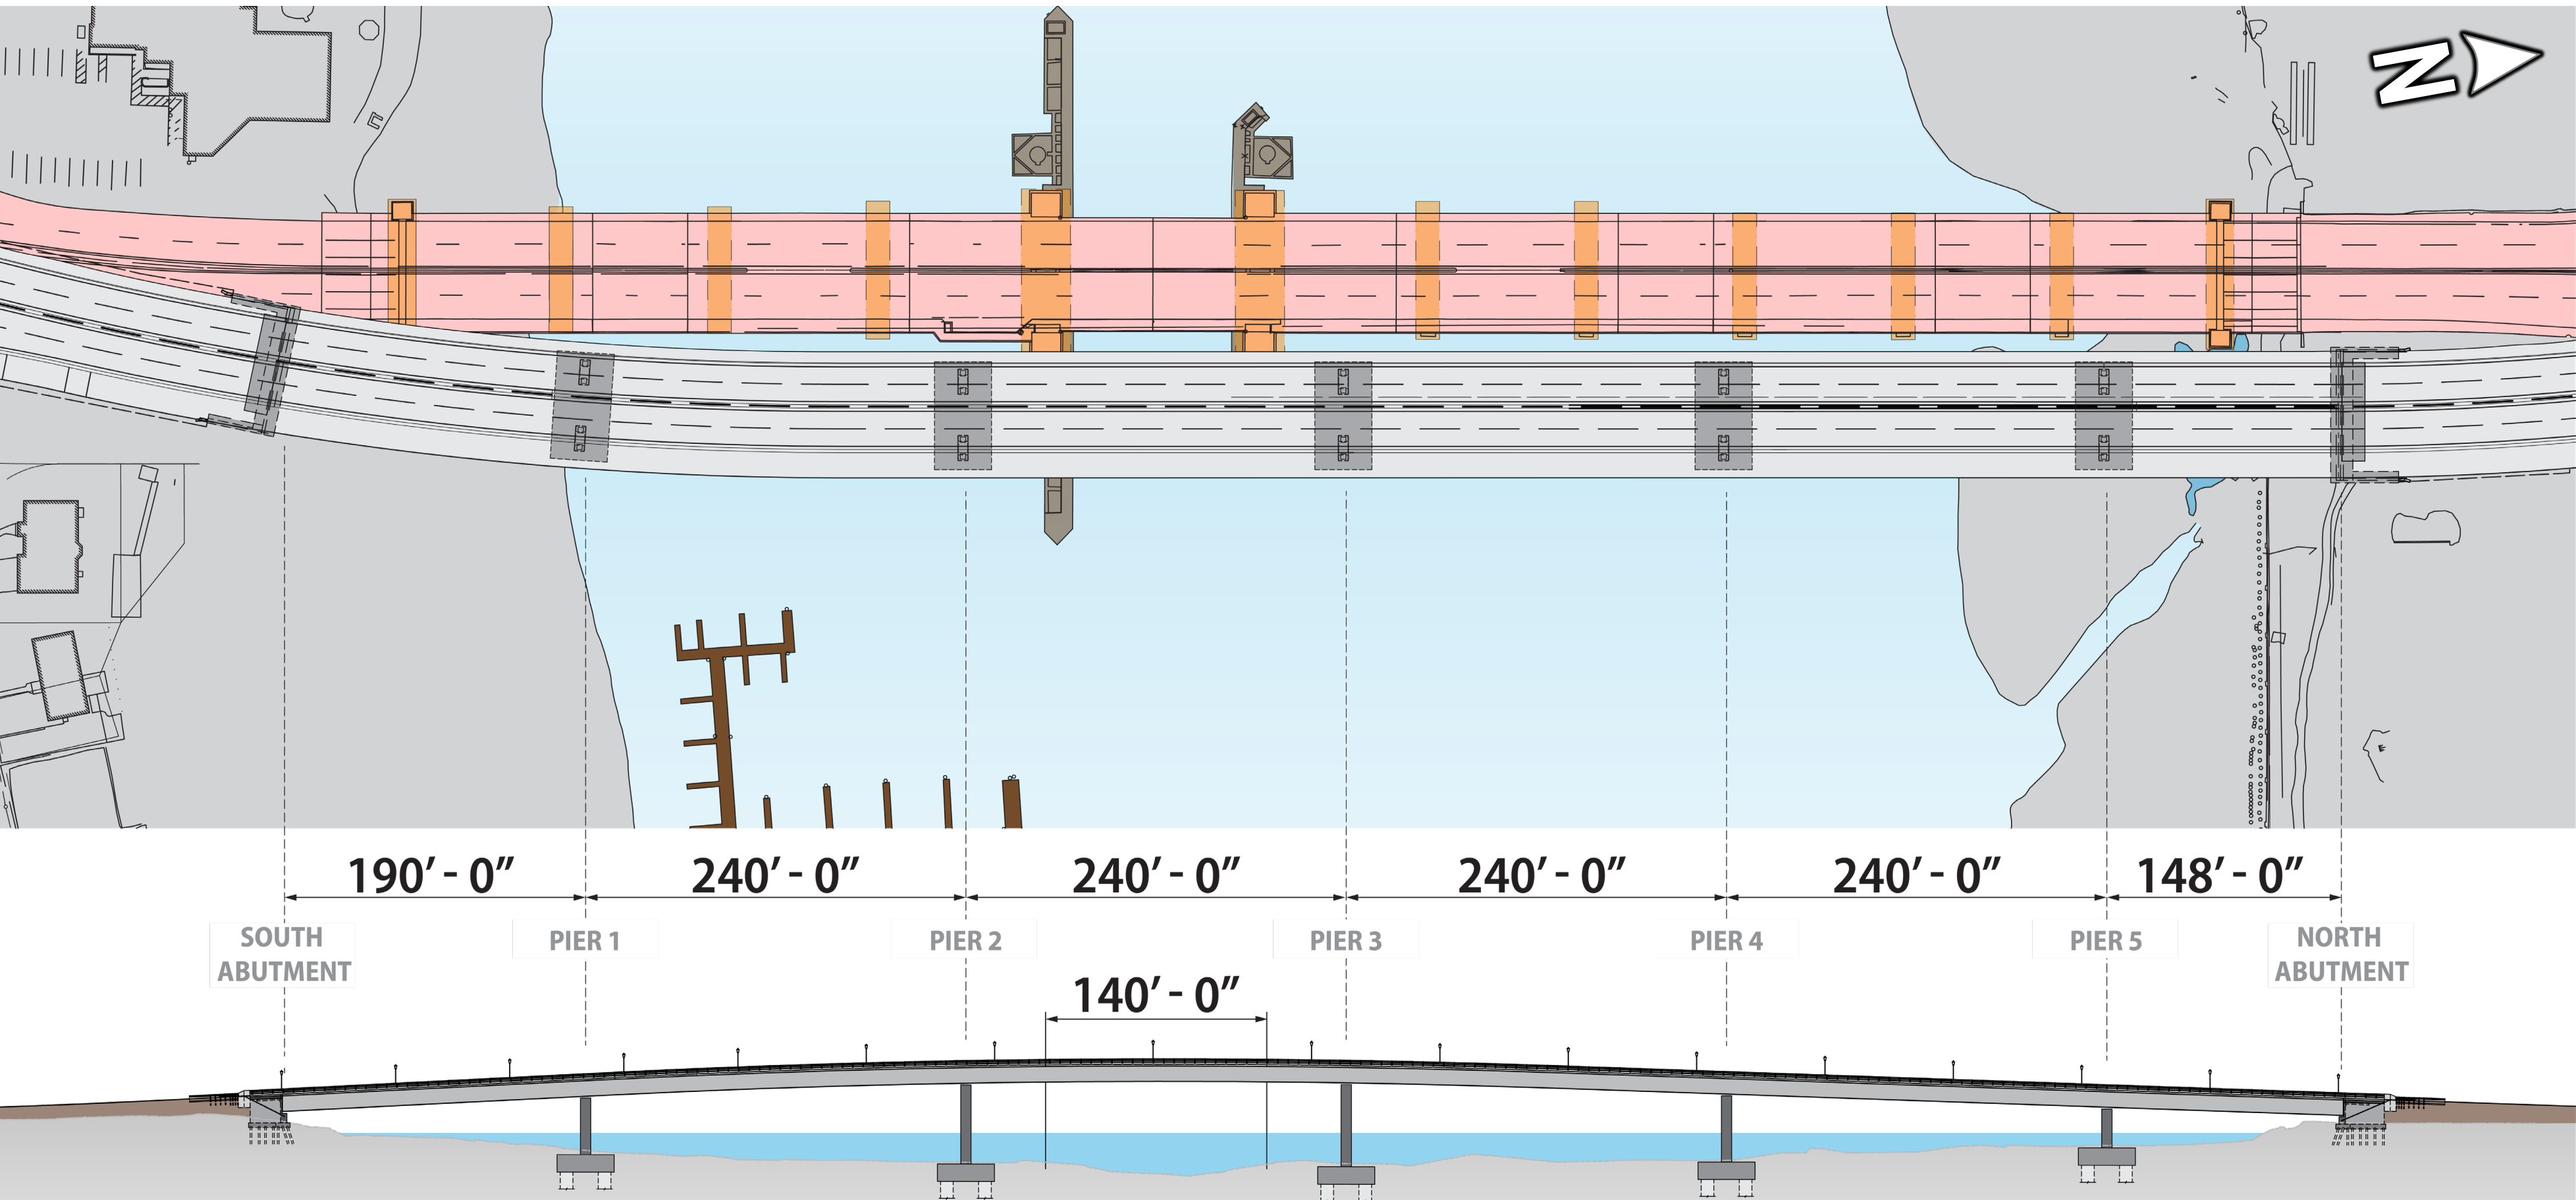 N
190′ - 0″
240′ - 0″
240′ - 0″
240′ - 0″
240′ - 0″
148′ - 0″
SOUTH
ABUTMENT
PIER 1
PIER 2
PIER 3
PIER 4
PIER 5
NORTH
ABUTMENT
140′ - 0″